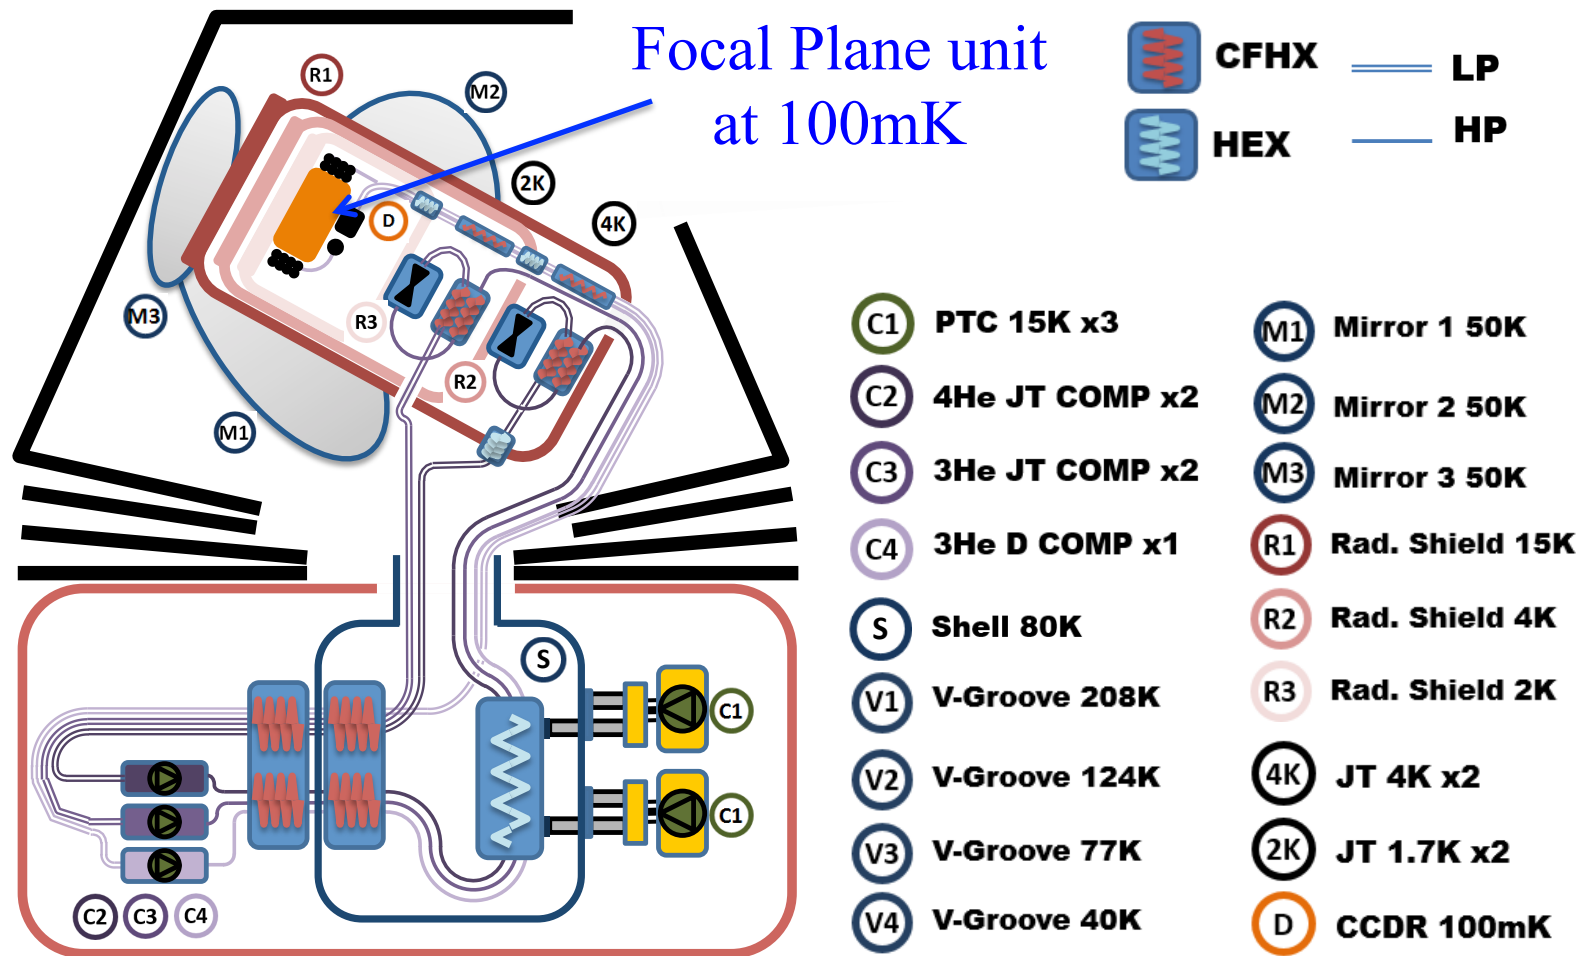 Focal Plane unit
at 100mK
CFHX
LP
HEX
HP
R1
M2
2K
4K
D
M3
R3
R2
M1
S
C1
C1
C2
C3
C4
C1 PTC 15K x3
C2 4He JT COMP x2
C3 3He JT COMP x2
C4 3He D COMP x1
S Shell 80K
V1 V-Groove 208K
V2 V-Groove 124K
V3 V-Groove 77K
V4 V-Groove 40K
M1 Mirror 1 50K
M2 Mirror 2 50K
M3 Mirror 3 50K
R1 Rad. Shield 15K
R2 Rad. Shield 4K
R3 Rad. Shield 2K
4K JT 4K x2
2K JT 1.7K x2
D CCDR 100mK